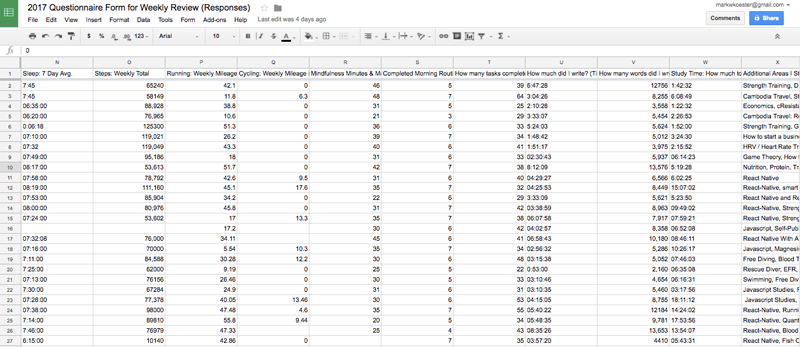 2017 Questionnaire Form for Weekly Review (Responses)
markwkoester@gmail.com
File Edit View Insert Format Data Tools Form Add-ons Help Last edit was 4 days ago
Comments Share
$ % .0 .00 123 Arial 10 B I S A
fx 0
N O P Q R S T U V W X
1 Sleep: 7 Day Avg. Steps: Weekly Total Running: Weekly Mileage Cycling: Weekly Mileage Mindfulness Minutes & M Completed Morning Routi How many tasks complete How much did I write? (Ti How many words did I wri Study Time: How much to Additional Areas I St
2 7:45 65240 42.1 0 46 5 39 6:47:28 12756 1:42:32 Strength Training, D
3 7:45 58149 11.8 6.3 48 7 64 3:04:26 8,255 6:08:49 Cambodia Travel, St
4 06:35:00 88,928 38.8 0 31 5 25 2:10:28 3,558 1:22:32 Economics, cResista
5 06:20:00 76,965 10.6 0 21 3 29 3:33:07 5,454 2:26:53 Cambodia Travel: R
6 0:06:18 125300 51.3 0 36 6 33 5:24:03 5,624 1:52:00 Strength Training, G
7 07:10:00 119,021 26.2 0 39 7 34 1:48:42 5,012 3:24:30 How to start a busin
8 07:32 119,049 43.3 0 40 6 41 1:51:17 3,975 2:15:52 HRV / Heart Rate Tr
9 07:49:00 95,186 18 0 31 6 33 02:30:43 5,937 06:14:23 Game Theory, How I
10 08:17:00 53,613 51.7 0 42 7 38 8:12:09 13,576 5:19:28 Nutrition, Protein, Tr
11 07:58:00 78,792 42.6 9.5 31 6 40 04:29:27 6,566 6:02:25 React Native
12 08:19:00 111,160 45.1 17.6 35 7 32 04:25:53 8,449 15:07:02 React-Native, smart
13 07:53:00 85,904 34.2 0 22 6 29 3:33:09 5,621 5:23:50 React Native and Re
14 08:00:00 80,976 45.8 0 31 7 42 03:38:59 8,963 09:49:02 React-Native, Streng
15 07:24:00 53,602 17 13.3 35 7 38 06:07:58 7,917 07:59:21 React-Native, Streng
16 17.2 30 6 42 04:02:57 8,358 06:52:08 Javascript, Self-Publ
17 07:32:08 76,000 34.11 45 6 41 06:58:43 10,180 08:46:11 React Native With A
18 07:16:00 70000 5.54 10.3 35 7 34 02:56:32 5,286 10:26:17 React-Native, Javas
19 7:11:00 84,588 30.28 12.2 30 6 48 03:15:38 5,052 07:46:03 Free Diving, Blood T
20 7:25:00 62000 9.19 0 25 5 22 0:53:00 2,160 06:35:08 Rescue Diver, EFR,
21 07:13:00 76156 26.46 0 30 5 33 03:10:46 4,654 06:16:31 Swimming, Free Div
22 7:30:00 67284 24.9 0 31 6 31 03:10:35 5,460 03:17:56 Javascript Studies, F
23 07:28:00 77,378 40.05 13.46 30 6 53 04:15:05 8,755 18:11:12 Javascript Studies,
24 07:38:00 98000 47.48 4.6 35 7 55 05:40:22 12184 14:24:02 React-Native, Runn
25 7:14:00 89810 55.8 9.44 20 5 34 05:48:35 9,781 17:53:56 React-Native, Quant
26 7:46:00 76979 47.33 25 4 43 08:35:26 13,653 13:54:07 React-Native, Blood
27 6:15:00 10140 42.86 0 7 35 03:57:20 4410 05:43:31 React-Native, Fish C